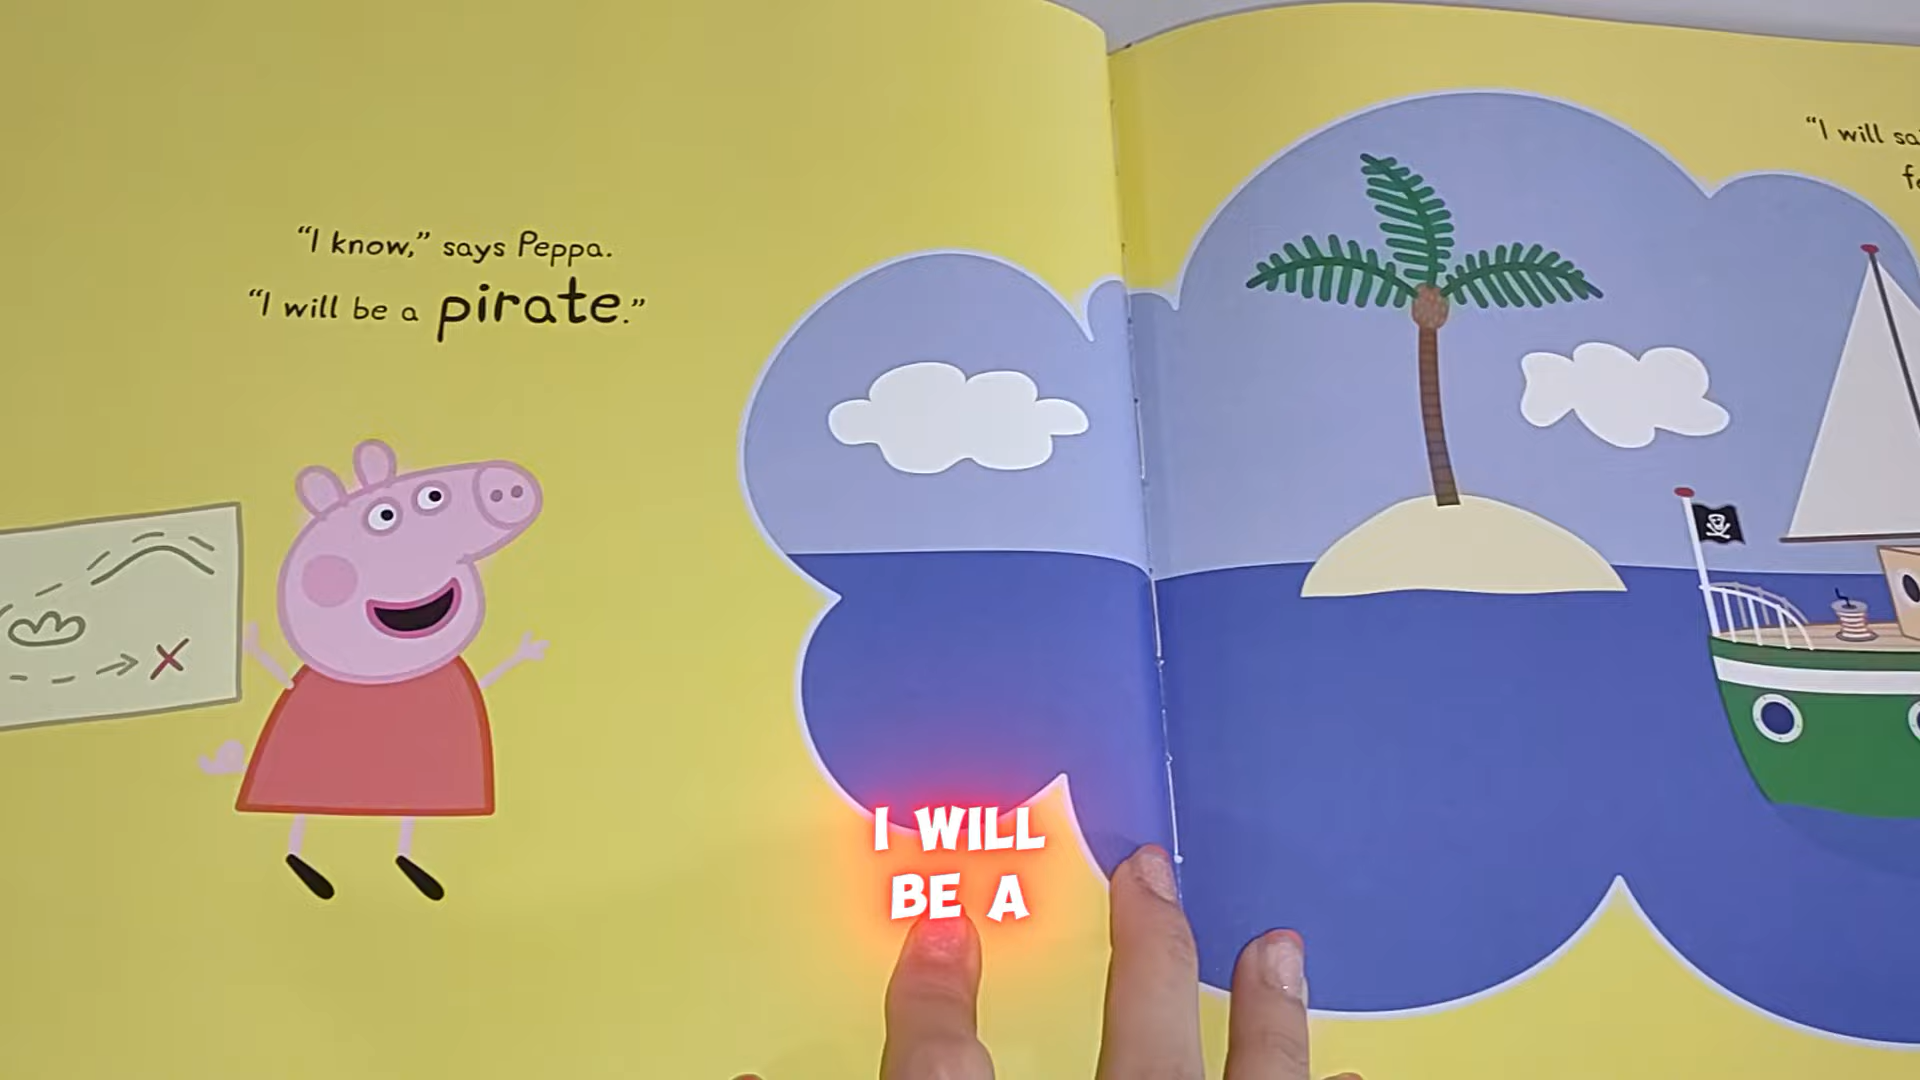 “I know,” says Peppa.
“I will be a pirate.”
“I will
I WILL
BE A